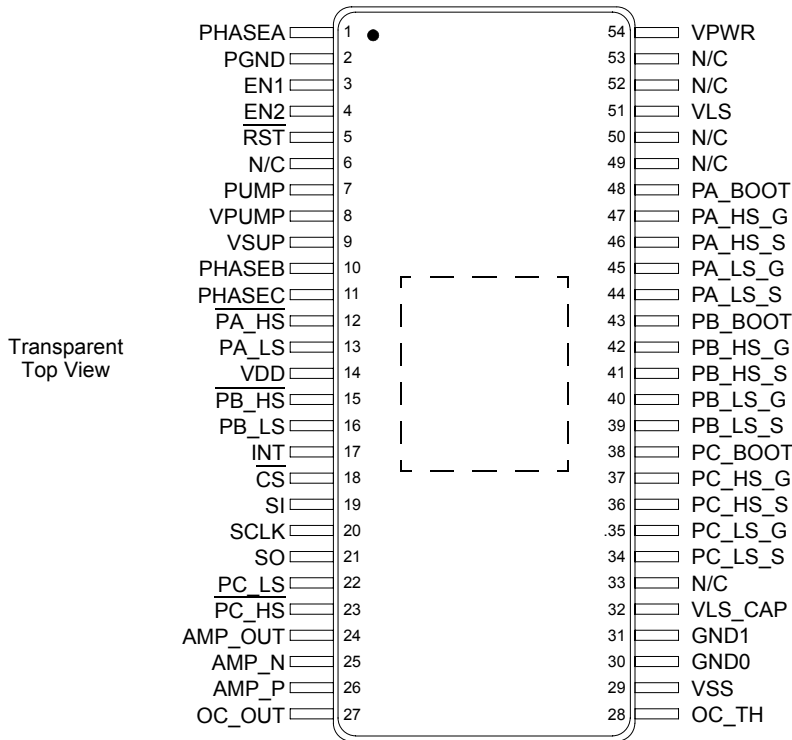 PHASEA 1 54 VPWR
PGND 2 53 N/C
EN1 3 52 N/C
EN2 4 51 VLS
RST 5 50 N/C
N/C 6 49 N/C
PUMP 7 48 PA_BOOT
VPUMP 8 47 PA_HS_G
VSUP 9 46 PA_HS_S
PHASEB 10 45 PA_LS_G
PHASEC 11 44 PA_LS_S
PA_HS 12 43 PB_BOOT
Transparent
Top View
PA_LS 13 42 PB_HS_G
VDD 14 41 PB_HS_S
PB_HS 15 40 PB_LS_G
PB_LS 16 39 PB_LS_S
INT 17 38 PC_BOOT
CS 18 37 PC_HS_G
SI 19 36 PC_HS_S
SCLK 20 .35 PC_LS_G
SO 21 34 PC_LS_S
PC_LS 22 33 N/C
PC_HS 23 32 VLS_CAP
AMP_OUT 24 31 GND1
AMP_N 25 30 GND0
AMP_P 26 29 VSS
OC_OUT 27 28 OC_TH